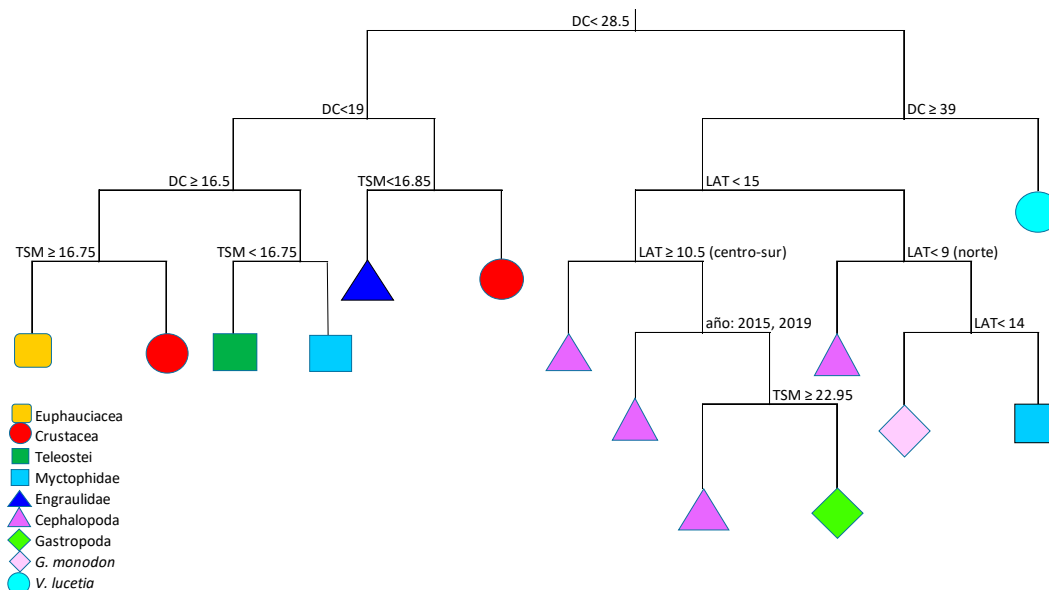 DC< 28.5
DC<19
DC ≥ 39
DC ≥ 16.5
TSM<16.85
LAT < 15
TSM ≥ 16.75
TSM < 16.75
LAT ≥ 10.5 (centro-sur)
LAT< 9 (norte)
año: 2015, 2019
LAT< 14
TSM ≥ 22.95
Euphauciacea
Crustacea
Teleostei
Myctophidae
Engraulidae
Cephalopoda
Gastropoda
G. monodon
V. lucetia